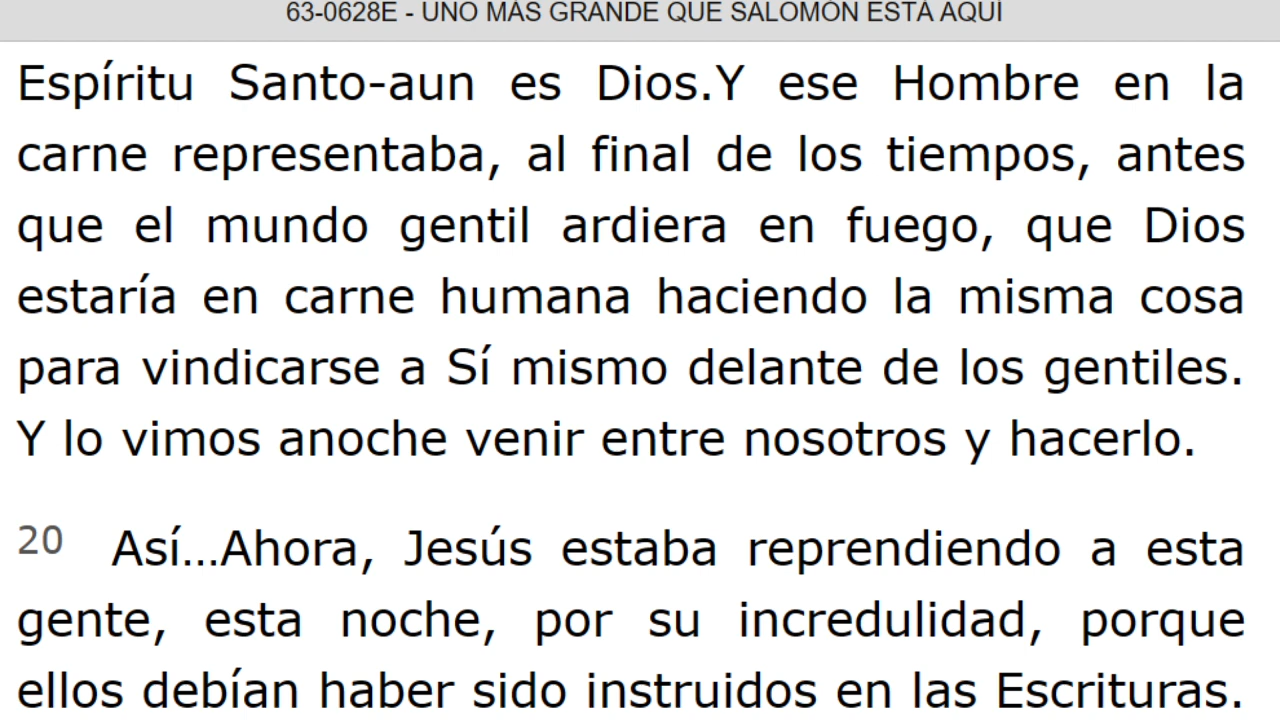 63-0628E - UNO MÁS GRANDE QUE SALOMÓN ESTÁ AQUÍ
Espíritu Santo-aun es Dios.Y ese Hombre en la
carne representaba, al final de los tiempos, antes
que el mundo gentil ardiera en fuego, que Dios
estaría en carne humana haciendo la misma cosa
para vindicarse a Sí mismo delante de los gentiles.
Y lo vimos anoche venir entre nosotros y hacerlo.
20 Así...Ahora, Jesús estaba reprendiendo a esta
gente, esta noche, por su incredulidad, porque
ellos debían haber sido instruidos en las Escrituras.